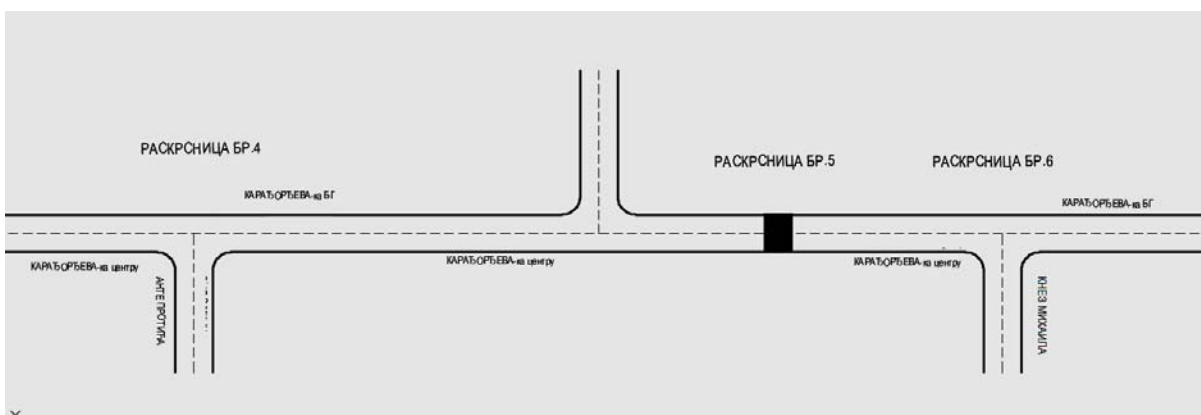 РАСКРСНИЦА БР.4
РАСКРСНИЦА БР.5
РАСКРСНИЦА БР.6
КАРАЂОРЂЕВА-ка БГ
КАРАЂОРЂЕВА-ка БГ
КАРАЂОРЂЕВА-ка центру
КАРАЂОРЂЕВА-ка центру
КАРАЂОРЂЕВА-ка центру
АНТЕ ПРОТИЋА
КНЕЗ МИХАИЛА